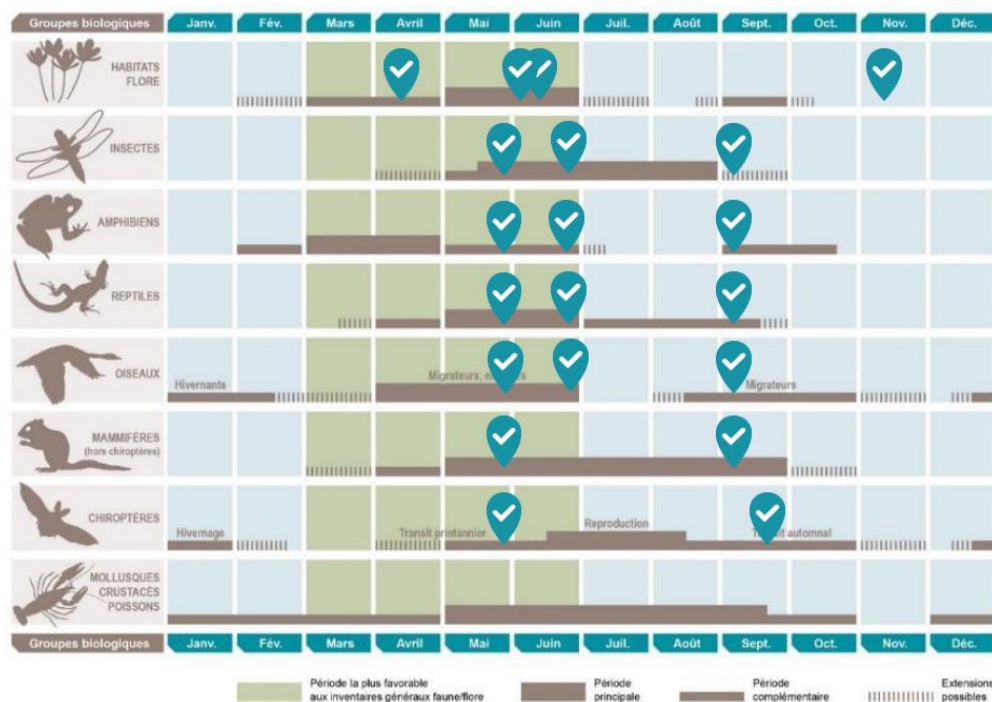 Groupes biologiques Janv. Fév. Mars Avril Mai Juin Juil. Août Sept. Oct. Nov. Déc.
HABITATS
FLORE
INSECTES
AMPHIBIENS
REPTILES
OISEAUX
Hivernants Migrateurs, Migrateurs
MAMMIFÈRES
(hors chiroptères)
CHIROPTÈRES
Hivernage Transit printannier Reproduction automnal
MOLLUSQUES
CRUSTACÉS
POISSONS
Groupes biologiques Janv. Fév. Mars Avril Mai Juin Juil. Août Sept. Oct. Nov. Déc.
Période la plus favorable
aux inventaires généraux faune/flore
Période
principale
Période
complémentaire
Extensions
possibles